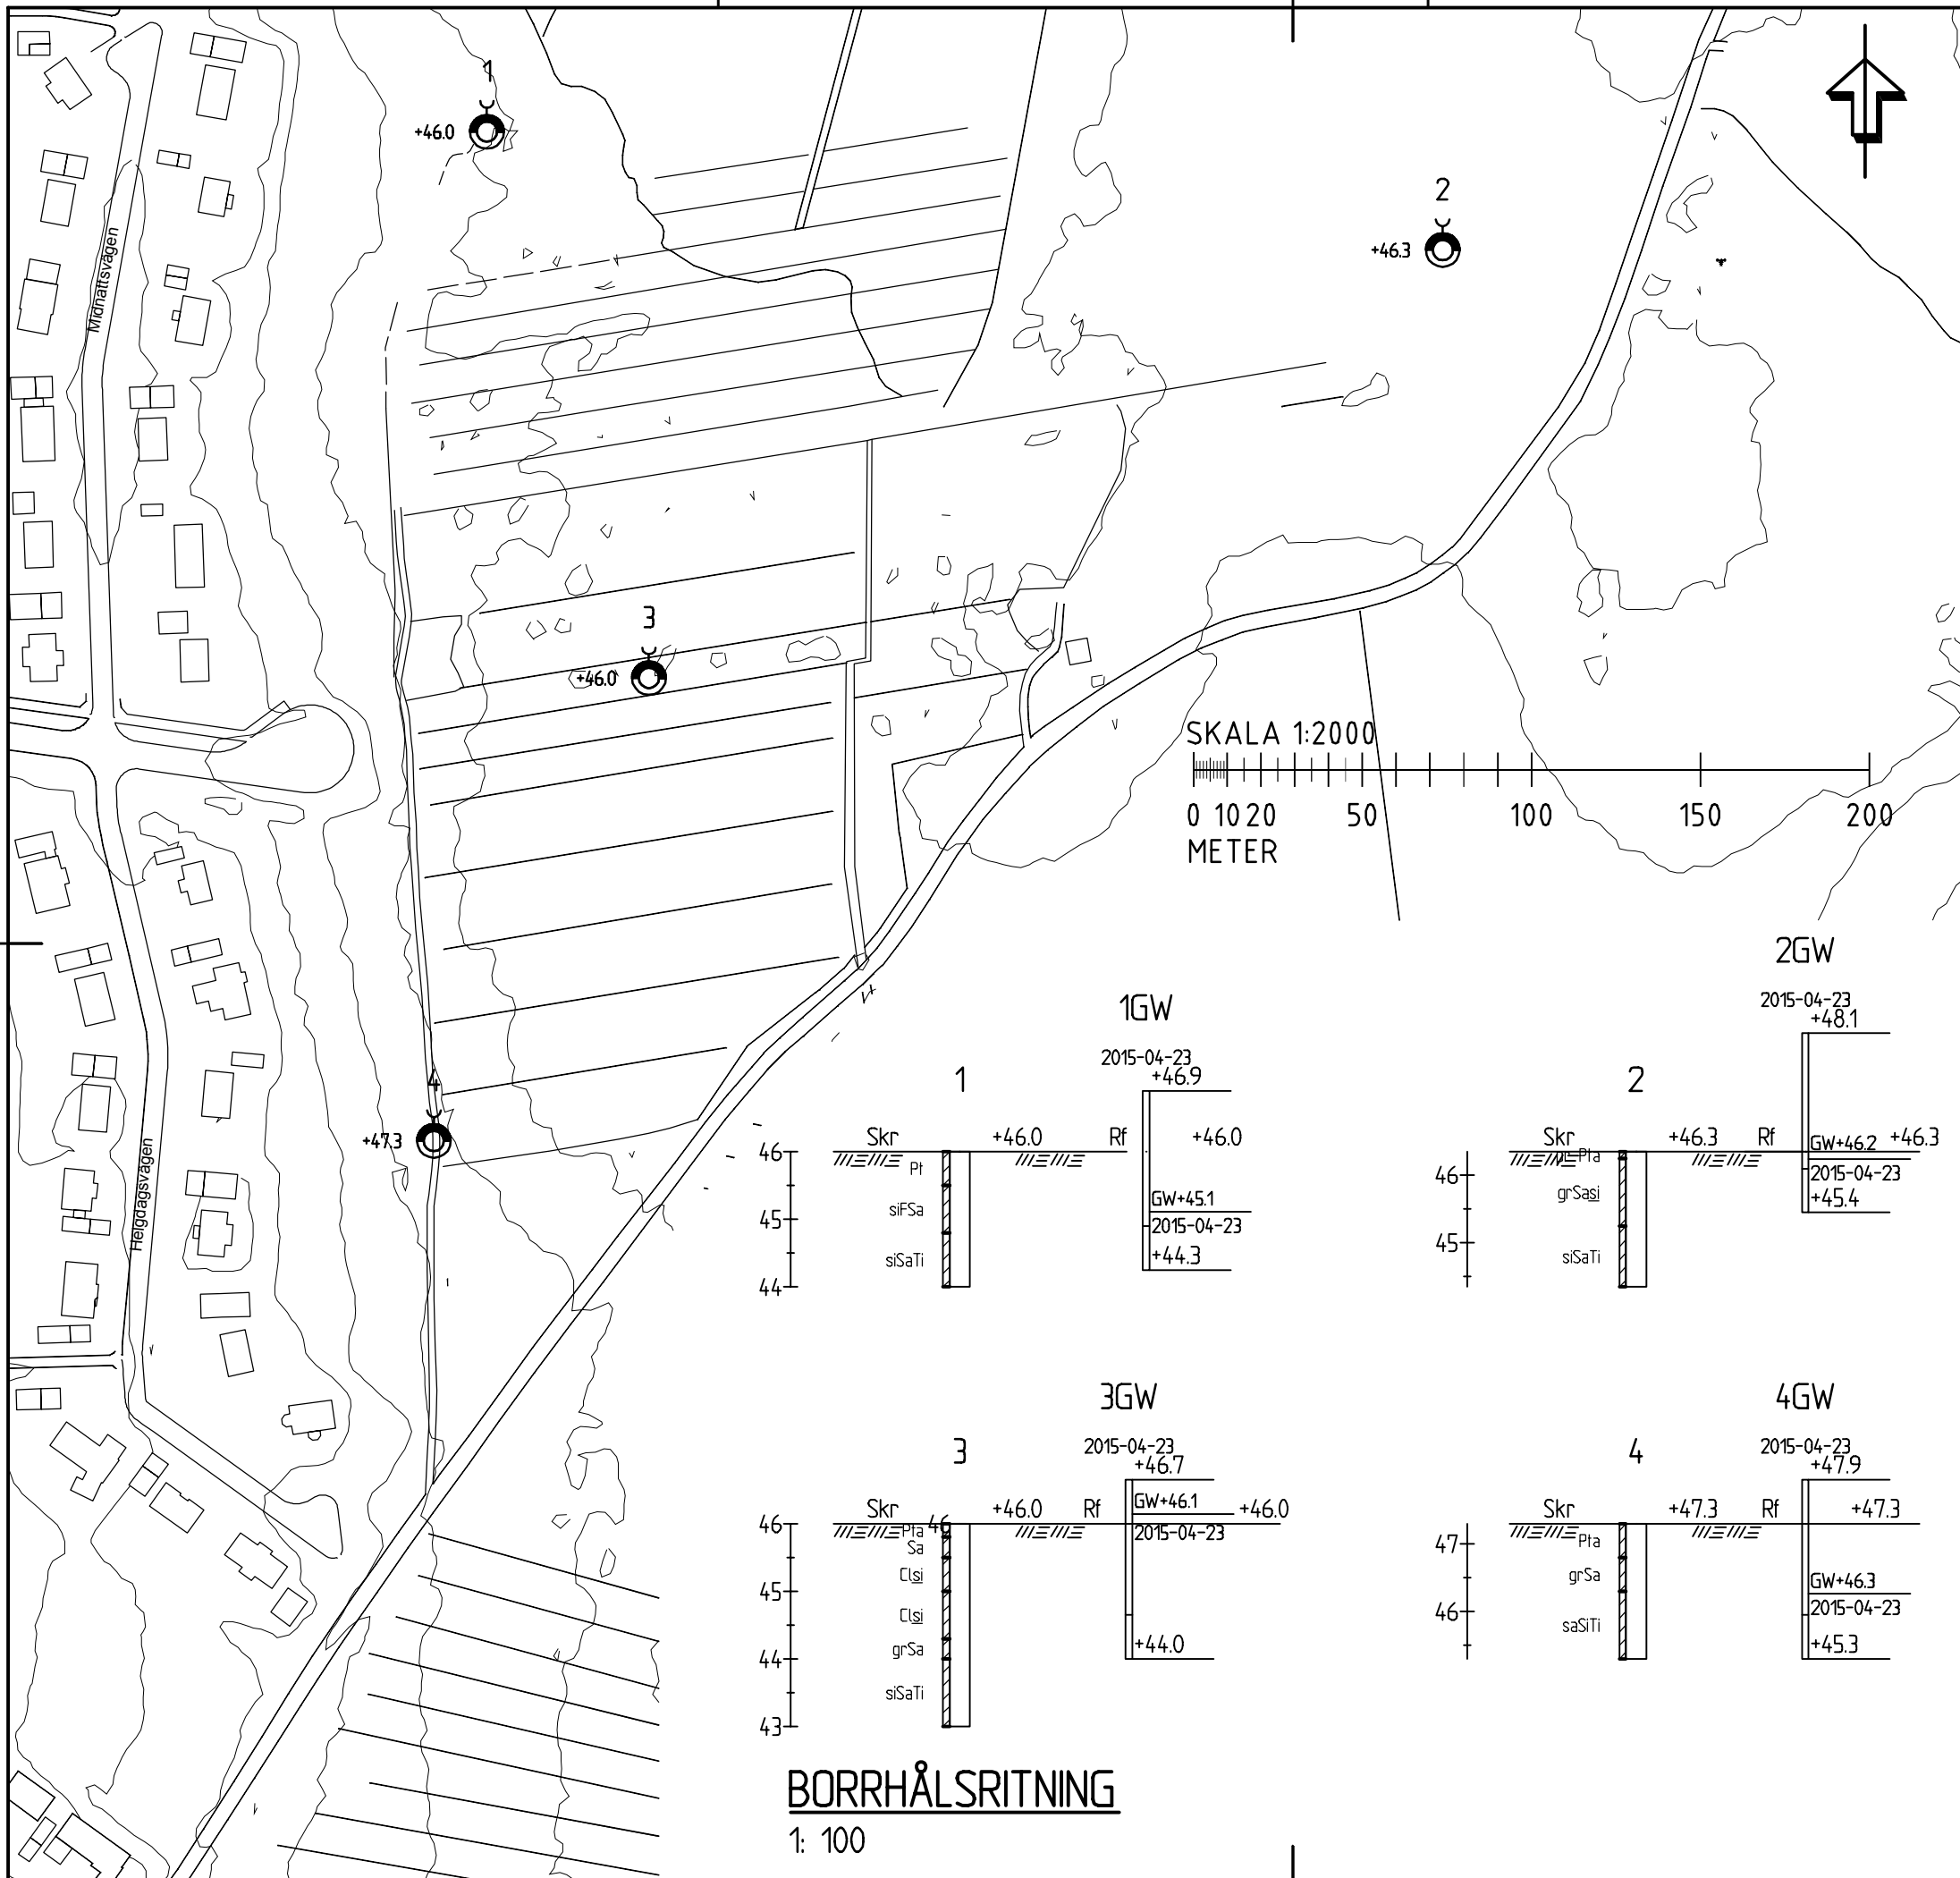 1
+46.0
2
+46.3
Midnattsvägen
3
+46.0
SKALA 1:2000
0 10 20 50 100 150 200
METER
4
+47.3
Helgdagsvägen
1GW
2015-04-23
+46.9
1
Skr +46.0 Rf +46.0
46
Pt
siFSa
GW+45.1
45
2015-04-23
siSaTi
+44.3
44
2GW
2015-04-23
+48.1
2
Skr +46.3 Rf GW+46.2 +46.3
46
2015-04-23
grSasi
+45.4
45
siSaTi
3GW
2015-04-23
+46.7
3
GW+46.1
Skr +46.0 Rf +46.0
46
46
Pta
2015-04-23
Sa
Clsi
45
Clsi
grSa
+44.0
44
siSaTi
43
4GW
2015-04-23
+47.9
4
Skr +47.3 Rf +47.3
47
Pta
grSa
GW+46.3
46
2015-04-23
saSiTi
+45.3
BORRHÅLSRITNING
1: 100